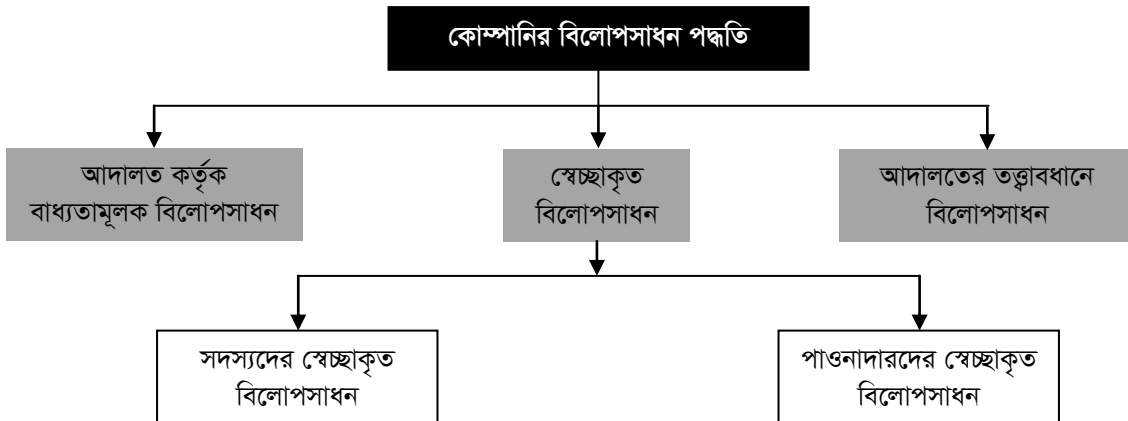 কোম্পানির বিলোপসাধন পদ্ধতি
আদালত কর্তৃক
বাধ্যতামূলক বিলোপসাধন
স্বেচ্ছাকৃত
বিলোপসাধন
আদালতের তত্ত্বাবধানে
বিলোপসাধন
সদস্যদের স্বেচ্ছাকৃত
বিলোপসাধন
পাওনাদারদের স্বেচ্ছাকৃত
বিলোপসাধন